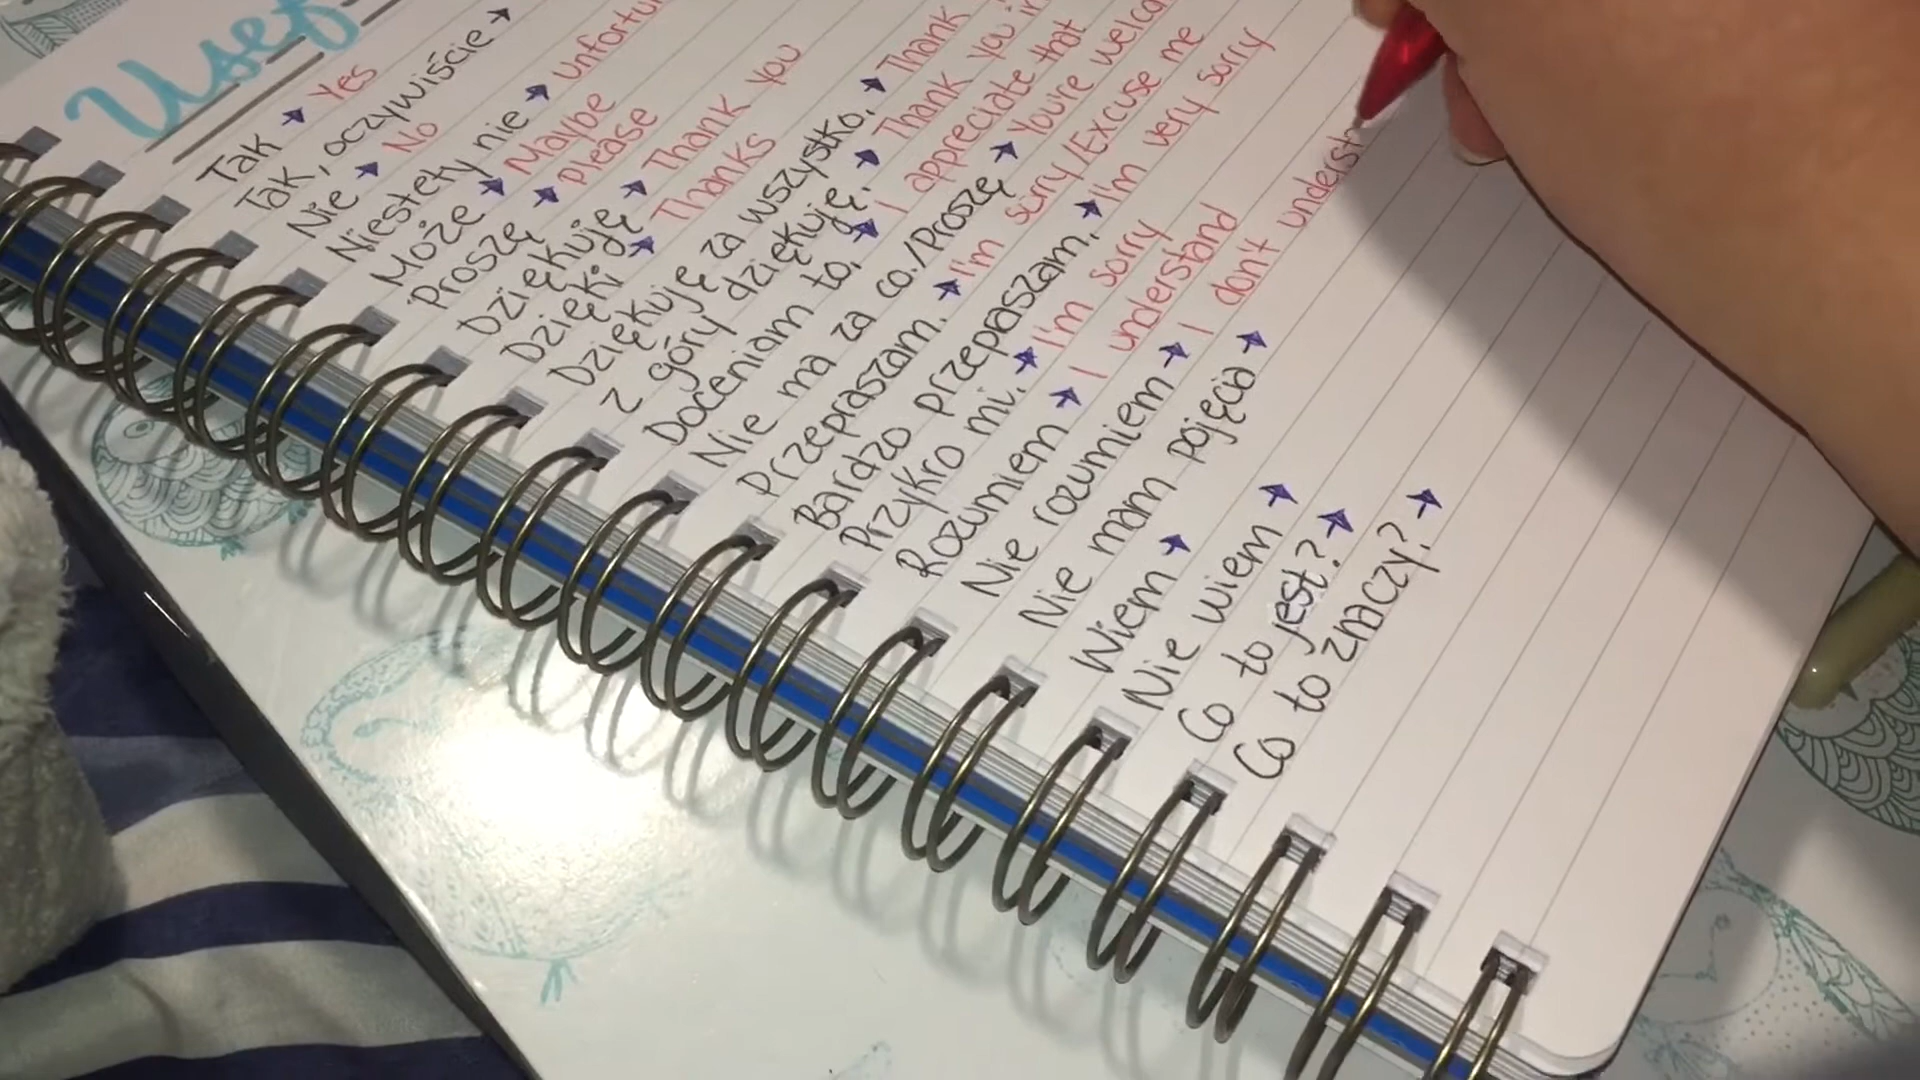 Tak → Yes
Tak, oczywiście →
Nie → No
Niestety nie →
Może → Maybe
Proszę → please
Dziękuję → Thank you
Dzięki → Thanks
Dziękuję za wszystko. → Thank
Z góry dziękuję. → Thank you
Doceniam to. → I appreciate that
Nie ma za co./Proszę → You're
Przepraszam. → I'm sorry/Excuse me
Bardzo przepraszam. → I'm very sorry
Przykro mi. → I'm sorry
Rozumiem → I understand
Nie rozumiem → I don't underst
Nie mam pojęcia →
Wiem →
Nie wiem →
Co to jest? →
Co to znaczy? →